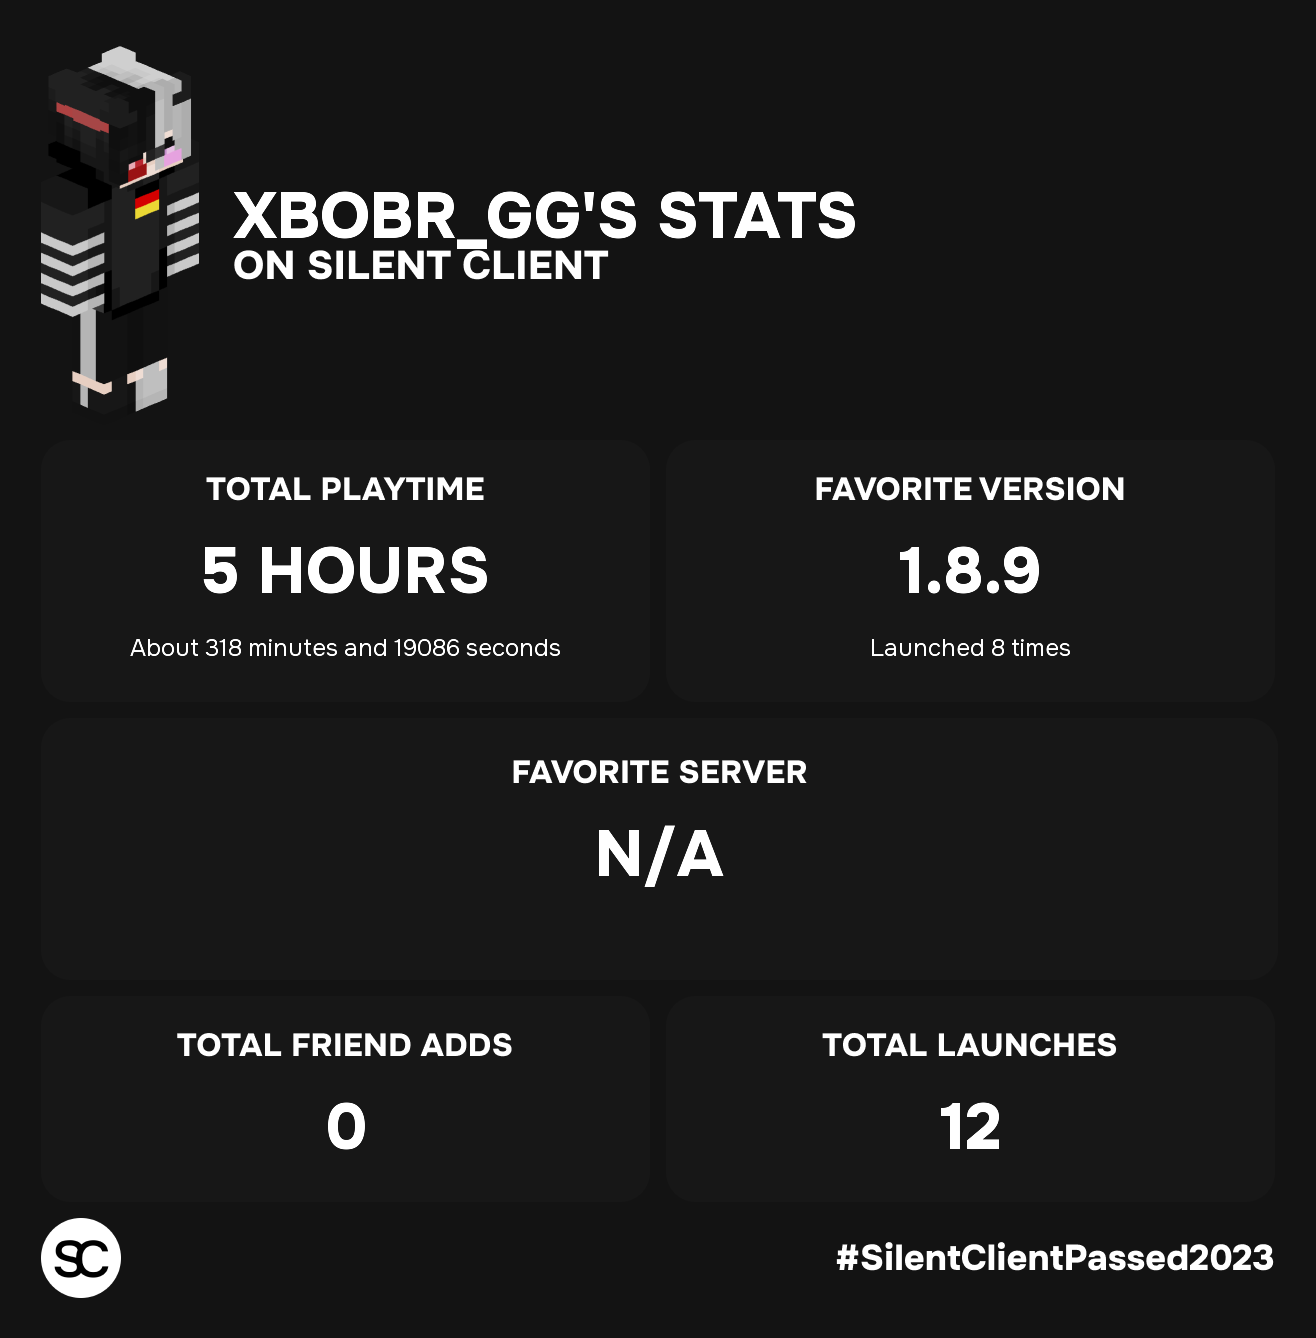 XBOBR_GG'S STATS
ON SILENT CLIENT
TOTAL PLAYTIME
5 HOURS
About 318 minutes and 19086 seconds
FAVORITE VERSION
1.8.9
Launched 8 times
FAVORITE SERVER
N/A
TOTAL FRIEND ADDS
0
TOTAL LAUNCHES
12
SC
#SilentClientPassed2023